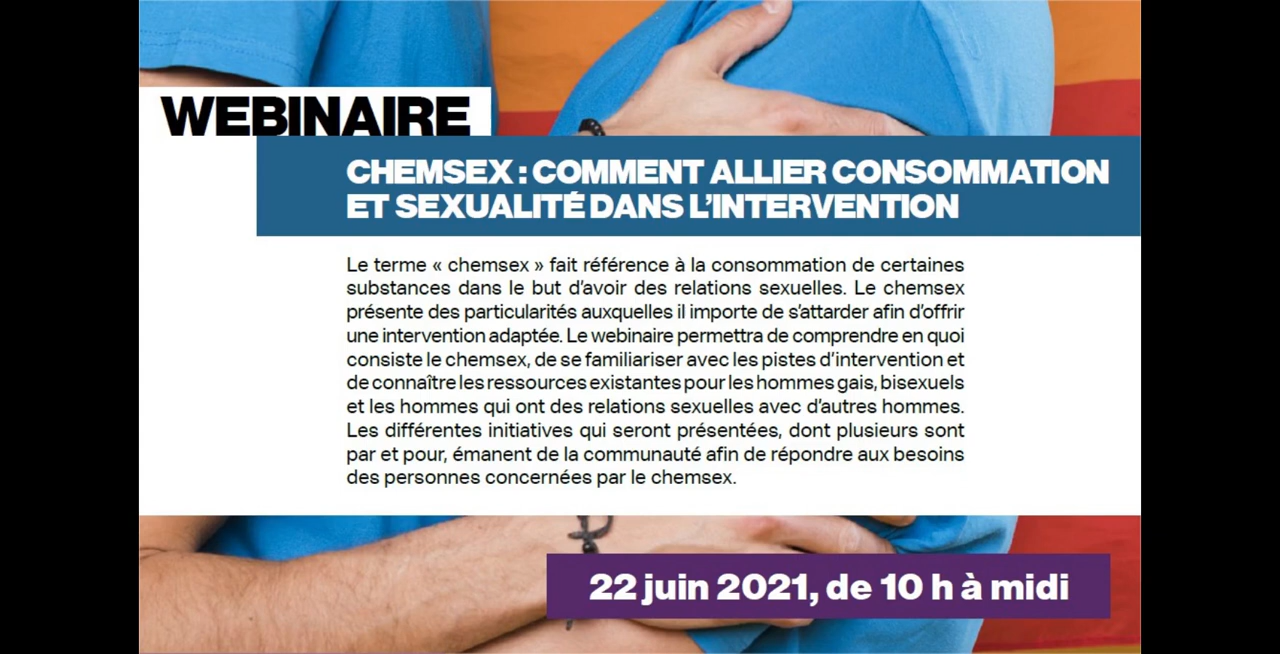 WEBINAIRE
CHEMSEX : COMMENT ALLIER CONSOMMATION
ET SEXUALITÉ DANS L'INTERVENTION
Le terme « chemsex » fait référence à la consommation de certaines
substances dans le but d'avoir des relations sexuelles. Le chemsex
présente des particularités auxquelles il importe de s'attarder afin d'offrir
une intervention adaptée. Le webinaire permettra de comprendre en quoi
consiste le chemsex, de se familiariser avec les pistes d'intervention et
de connaître les ressources existantes pour les hommes gais, bisexuels
et les hommes qui ont des relations sexuelles avec d'autres hommes.
Les différentes initiatives qui seront présentées, dont plusieurs sont
par et pour, émanent de la communauté afin de répondre aux besoins
des personnes concernées par le chemsex.
22 juin 2021, de 10 h à midi